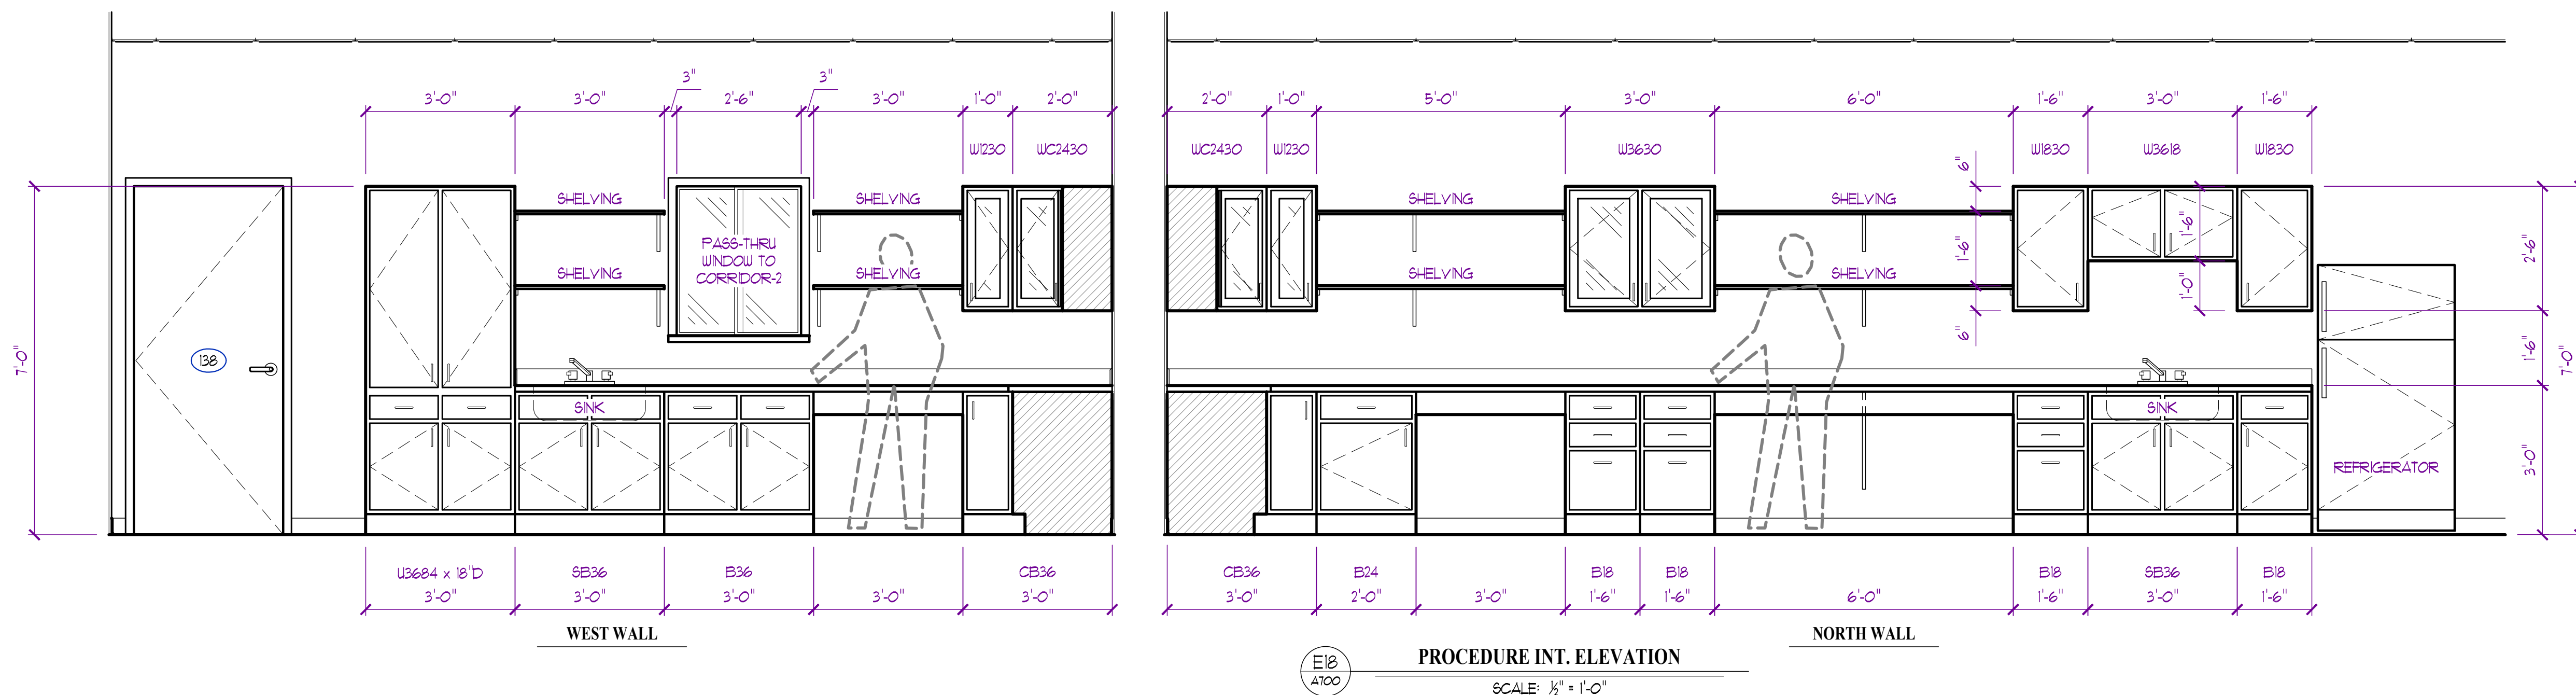 3" 3"
3'-0" 3'-0" 2'-6" 3'-0" 1'-0" 2'-0"
W1230 WC2430
SHELVING SHELVING
PASS-THRU
WINDOW TO
CORRIDOR-2
SHELVING SHELVING
138
7'-0"
SINK
U3684 x 18"D SB36 B36 CB36
3'-0" 3'-0" 3'-0" 3'-0" 3'-0"
WEST WALL
2'-0" 1'-0" 5'-0" 3'-0" 6'-0" 1'-6" 3'-0" 1'-6"
WC2430 W1230 W3630 W1830 W3618 W1830
6"
SHELVING SHELVING
1'-6" 1'-6" 2'-6"
SHELVING SHELVING
1'-0"
6" 1'-6" 7'-0"
SINK
3'-0"
REFRIGERATOR
CB36 B24 B18 B18 B18 SB36 B18
3'-0" 2'-0" 3'-0" 1'-6" 1'-6" 6'-0" 1'-6" 3'-0" 1'-6"
NORTH WALL
E18
A700
PROCEDURE INT. ELEVATION
SCALE: ½" = 1'-0"